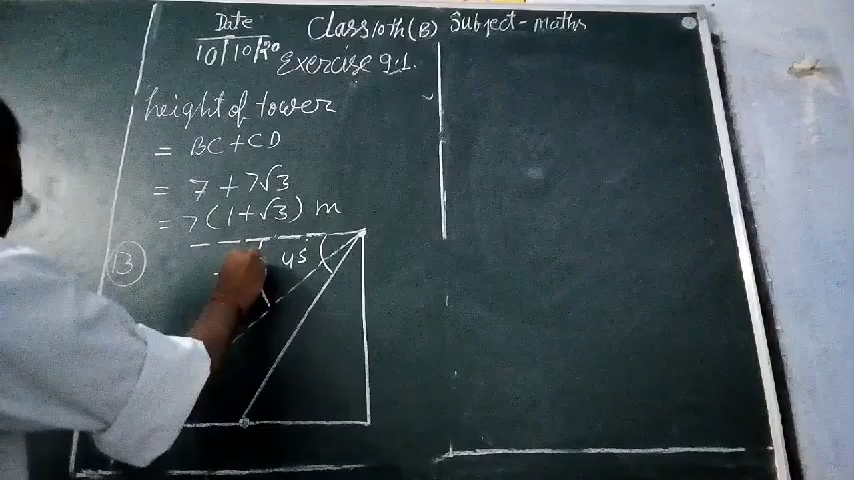 Date Class 10th (B) Subject - maths
10/10/20 Exercise 9.1.
height of tower
= BC + CD
= 7 + 7√3
= 7(1+√3) m
13 45